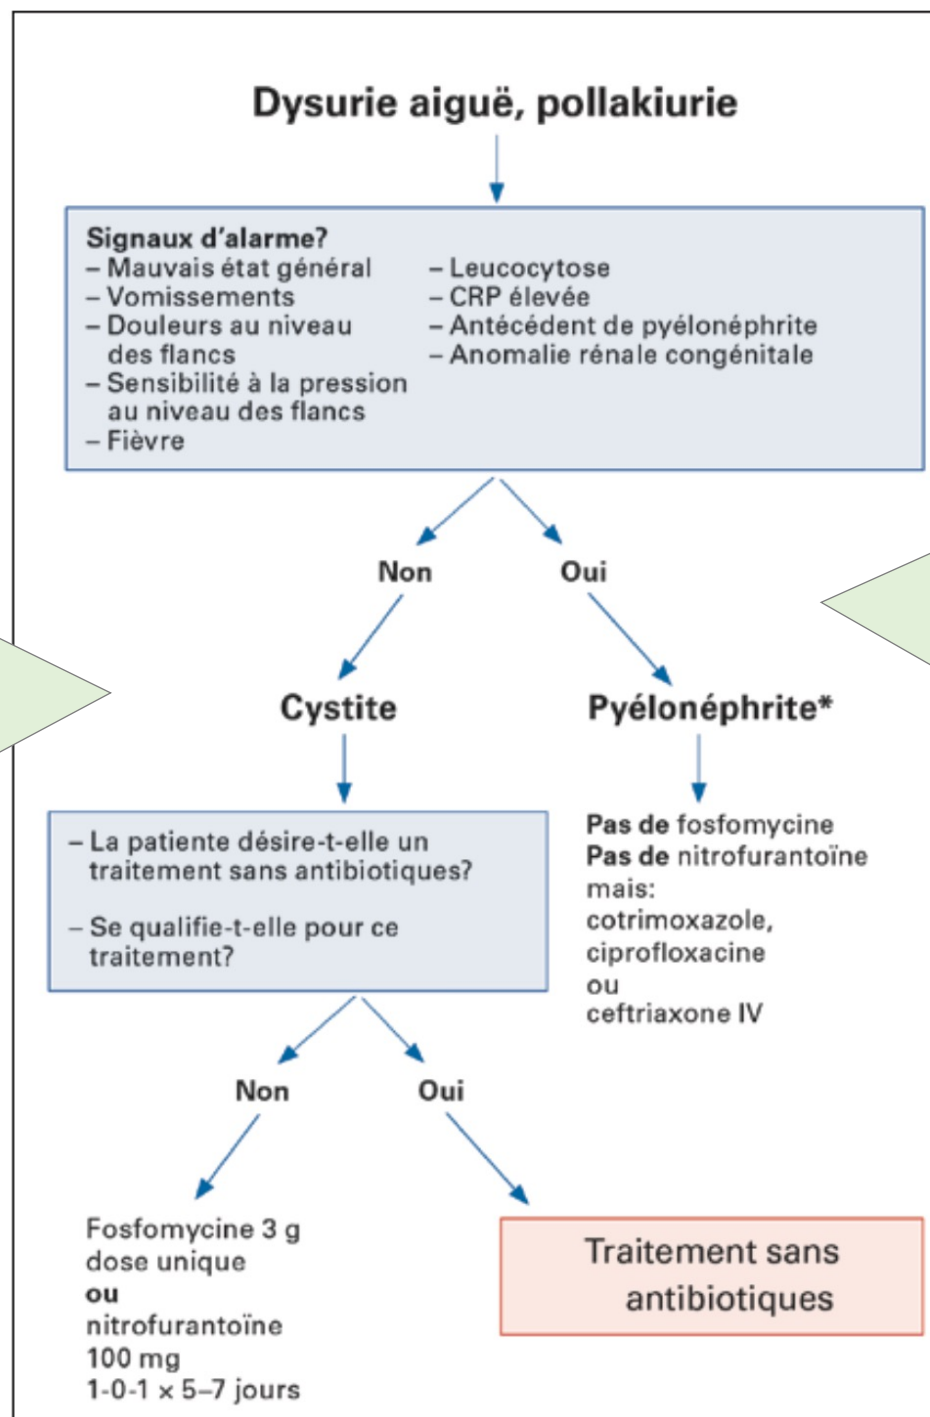 Dysurie aiguë, pollakiurie
Signaux d'alarme?
– Mauvais état général
– Vomissements
– Douleurs au niveau
des flancs
– Sensibilité à la pression
au niveau des flancs
– Fièvre
– Leucocytose
– CRP élevée
– Antécédent de pyélonéphrite
– Anomalie rénale congénitale
Non
Oui
Cystite
Pyélonéphrite*
– La patiente désire-t-elle un
traitement sans antibiotiques?
– Se qualifie-t-elle pour ce
traitement?
Pas de fosfomycine
Pas de nitrofurantoïne
mais:
cotrimoxazole,
ciprofloxacine
ou
ceftriaxone IV
Non
Oui
Fosfomycine 3 g
dose unique
ou
nitrofurantoïne
100 mg
1-0-1 × 5–7 jours
Traitement sans
antibiotiques